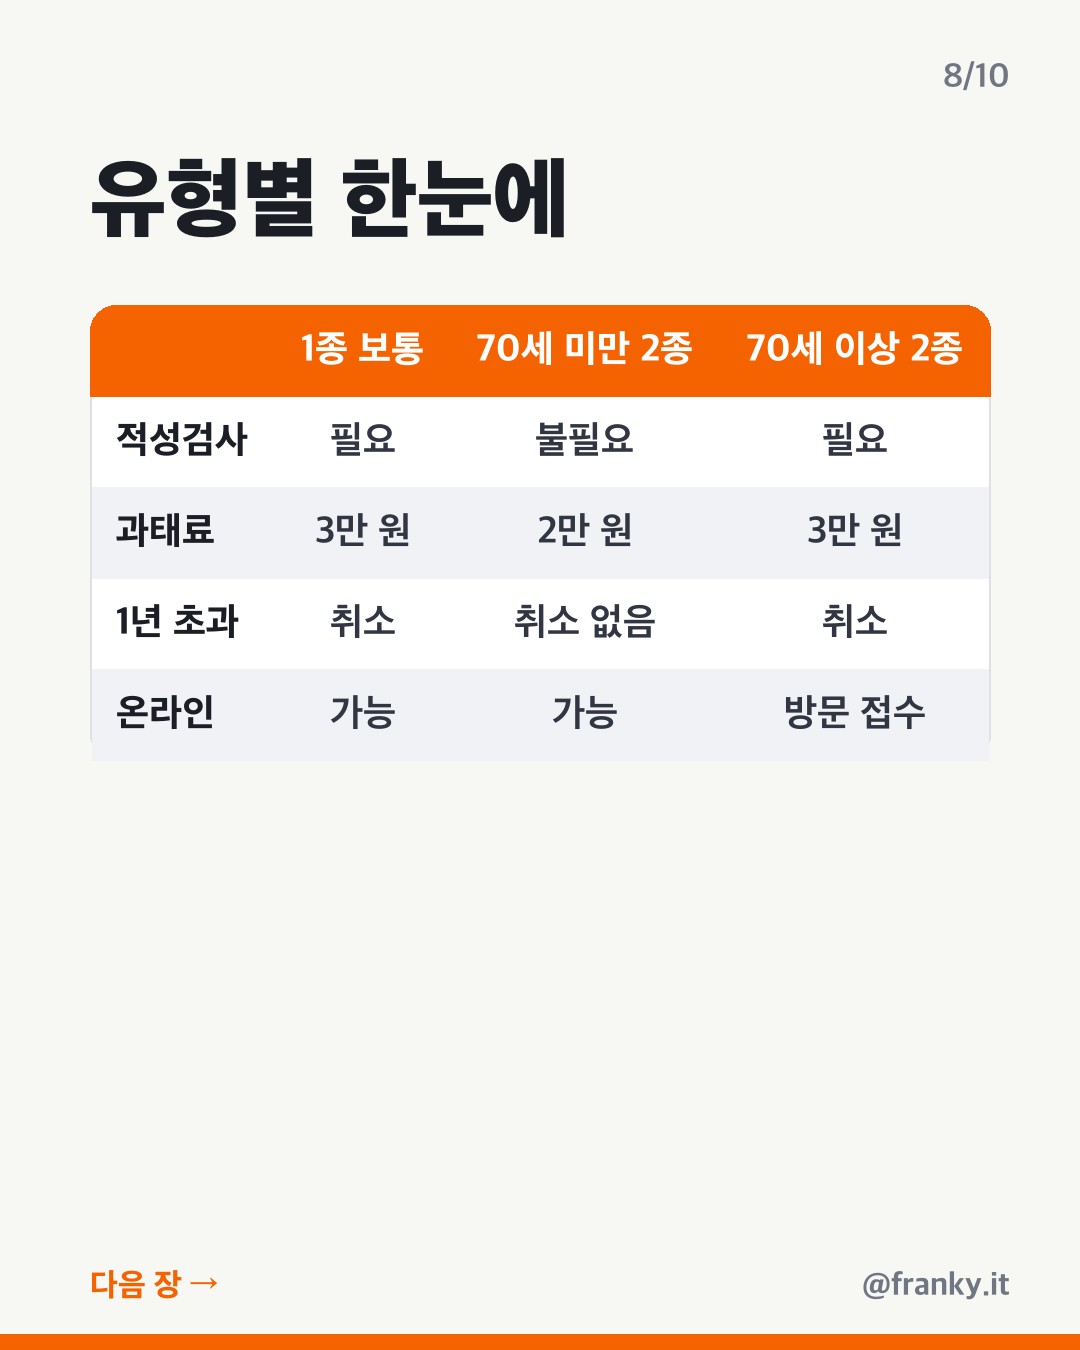 8/10
유형별 한눈에
1종 보통 70세 미만 2종 70세 이상 2종
적성검사 필요 불필요 필요
과태료 3만 원 2만 원 3만 원
1년 초과 취소 취소 없음 취소
온라인 가능 가능 방문 접수
다음 장 →
@franky.it